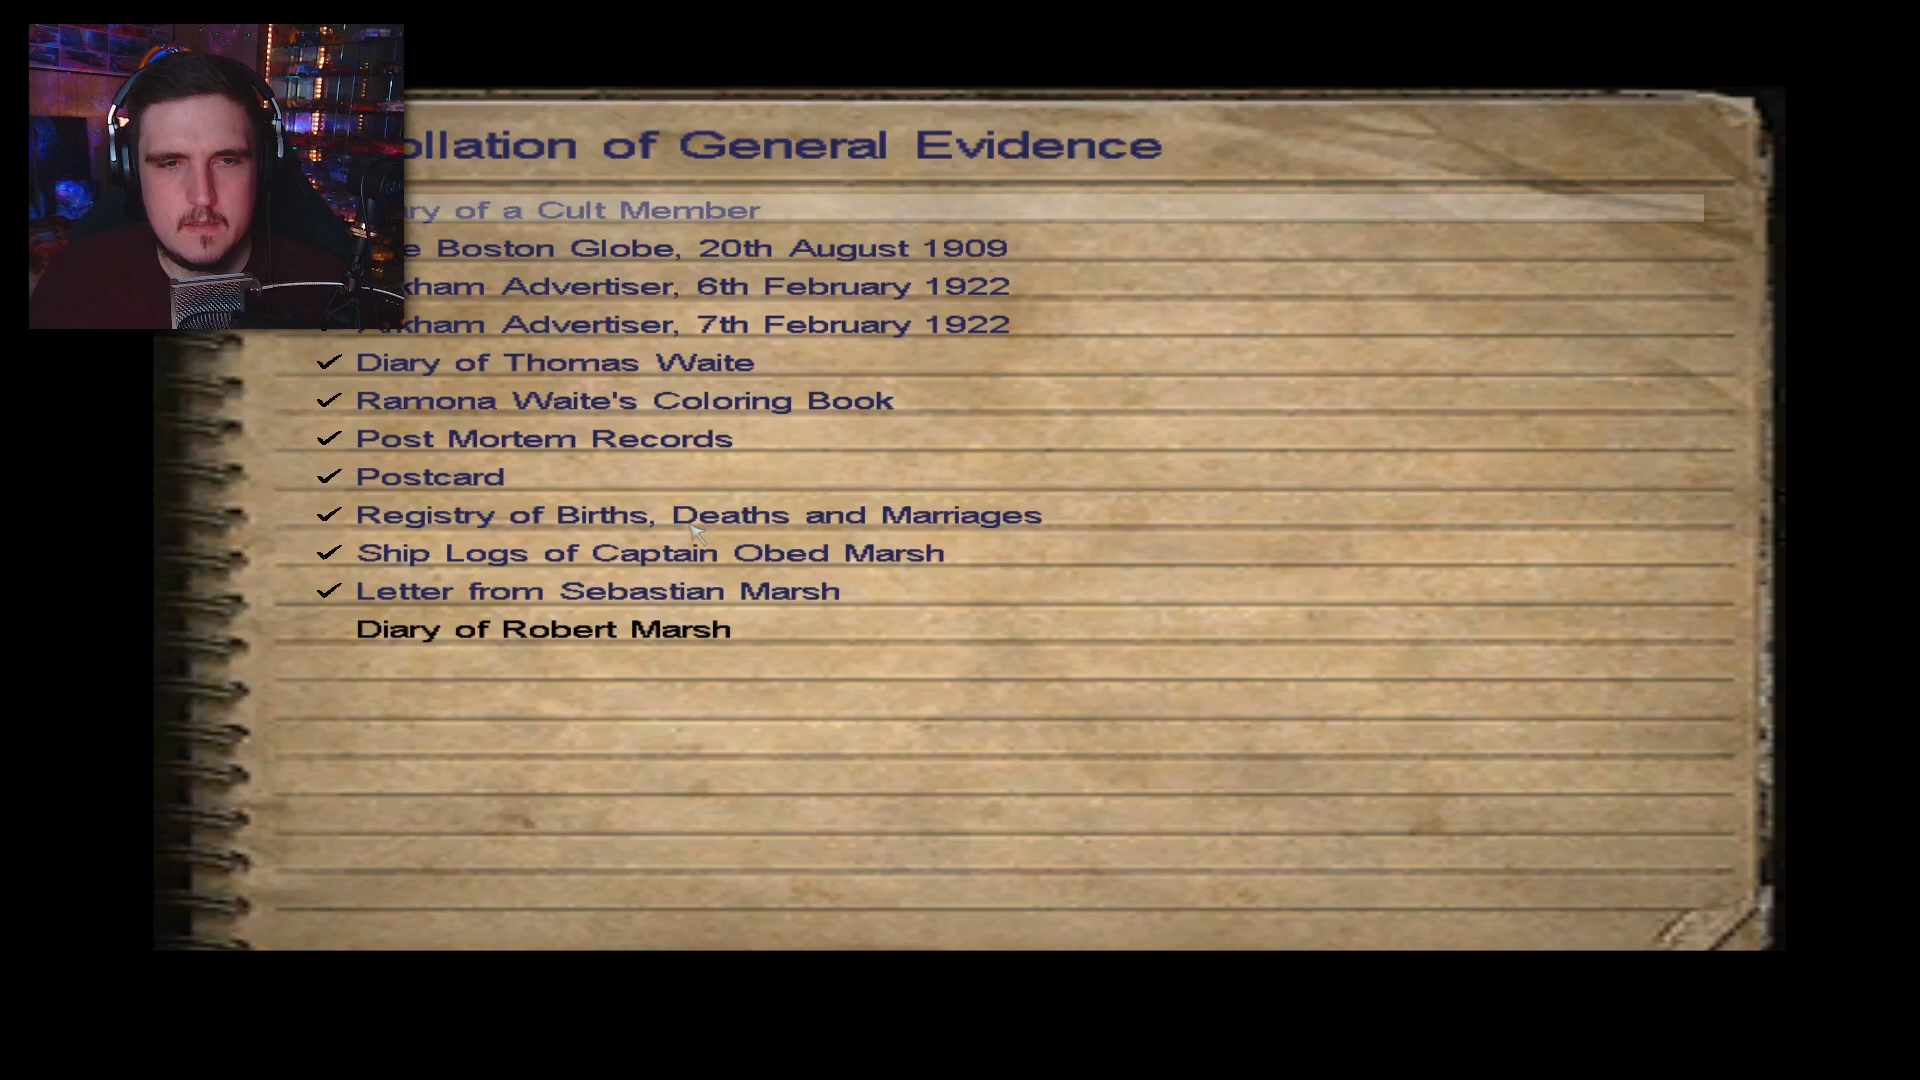 ollation of General Evidence
ry of a Cult Member
e Boston Globe, 20th August 1909
kham Advertiser, 6th February 1922
Arkham Advertiser, 7th February 1922
Diary of Thomas Waite
Ramona Waite's Coloring Book
Post Mortem Records
Postcard
Registry of Births, Deaths and Marriages
Ship Logs of Captain Obed Marsh
Letter from Sebastian Marsh
Diary of Robert Marsh